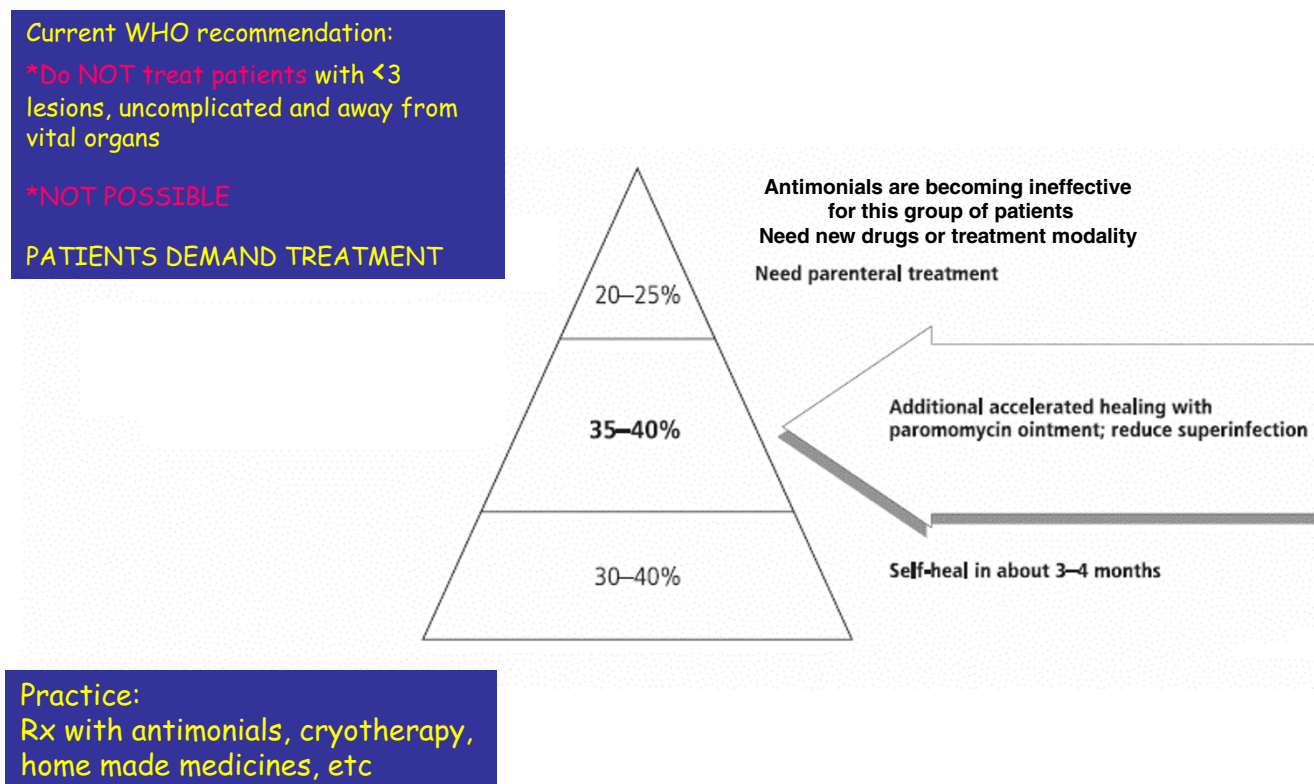 Current WHO recommendation:
*Do NOT treat patients with <3
lesions, uncomplicated and away from
vital organs
*NOT POSSIBLE
PATIENTS DEMAND TREATMENT
Antimonials are becoming ineffective
for this group of patients
Need new drugs or treatment modality
Need parenteral treatment
20–25%
35–40%
Additional accelerated healing with
paromomycin ointment; reduce superinfection
30–40%
Self-heal in about 3–4 months
Practice:
Rx with antimonials, cryotherapy,
home made medicines, etc